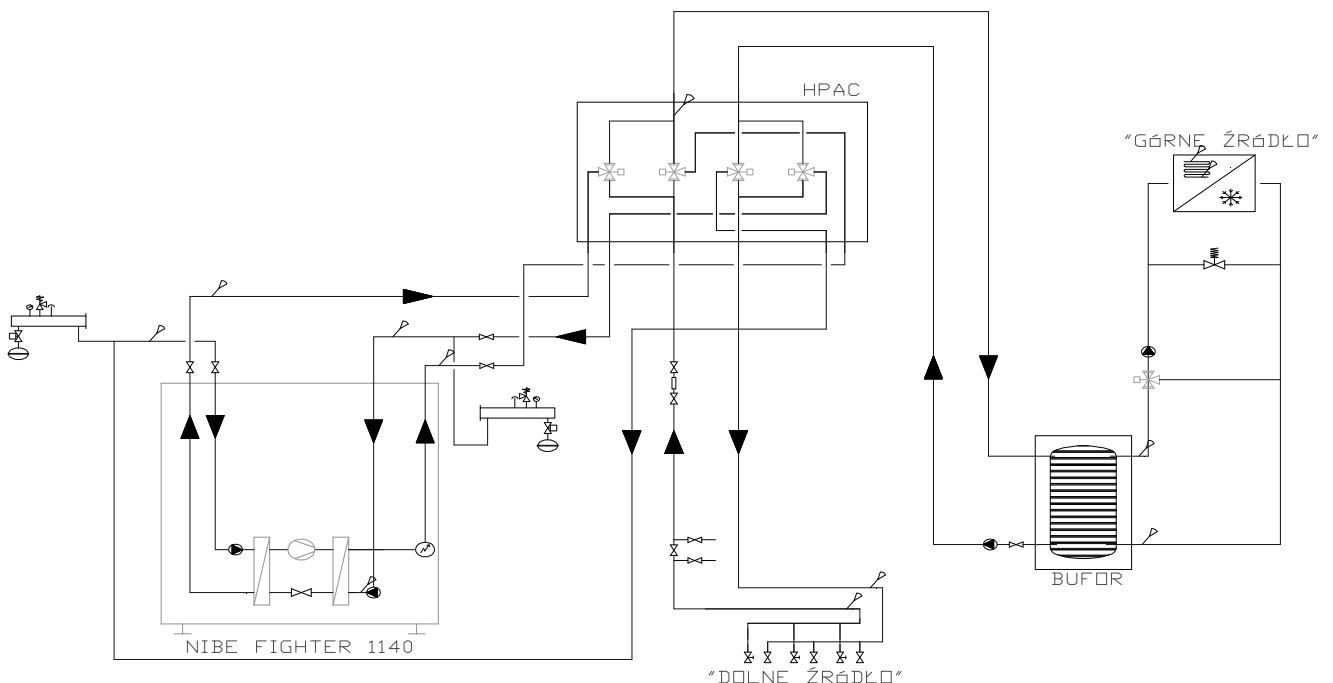 HPAC
"GóRNE ŹRóDŁO"
BUFOR
NIBE FIGHTER 1140
"DOLNE ŹRóDŁO"